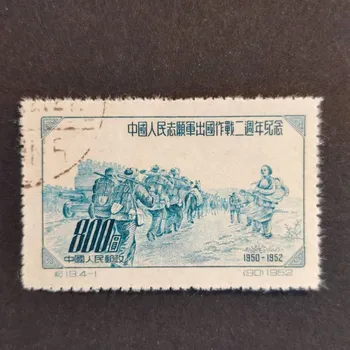 中國人民志願軍出國作戰二週年紀念
800圓
1950-1952
中國人民郵政
紀19.4-1
(90) 1952